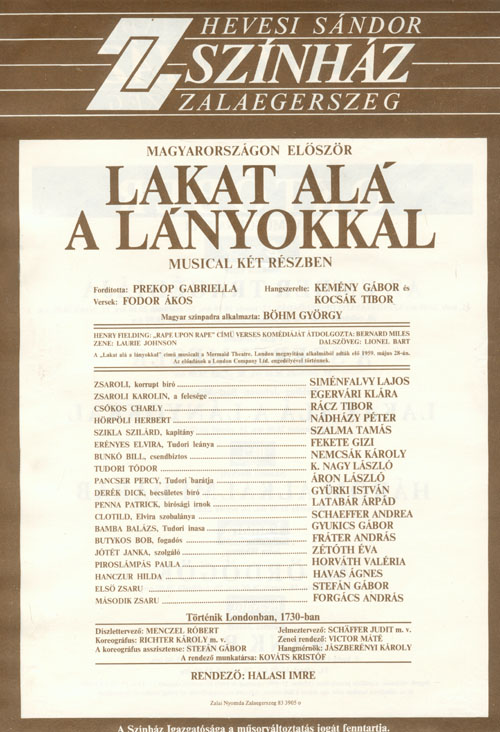 HEVESI SÁNDOR
SZÍNHÁZ
ZALAEGERSZEG
MAGYARORSZÁGON ELŐSZÖR
LAKAT ALÁ
A LÁNYOKKAL
MUSICAL KÉT RÉSZBEN
Fordította: PREKOP GABRIELLA Hangszerelte: KEMÉNY GÁBOR és
Versek: FODOR ÁKOS KOCSÁK TIBOR
Magyar színpadra alkalmazta: BÖHM GYÖRGY
HENRY FIELDING: „RAPE UPON RAPE" CÍMŰ VERSES KOMÉDIÁJÁT ÁTDOLGOZTA: BERNARD MILES
ZENE: LAURIE JOHNSON DALSZÖVEG: LIONEL BART
A „Lakat alá a lányokkal" című musicalt a Mermaid Theatre, London megnyitása alkalmából adták elő 1959. május 28-án.
Az előadások a London Company Ltd. engedélyével történnek.
ZSAROLL, korrupt bíró SIMÉNFALVY LAJOS
ZSAROLL KAROLIN, a felesége EGERVÁRI KLÁRA
CSÓKOS CHARLY RÁCZ TIBOR
HÖRPÖLI HERBERT NÁDHÁZY PÉTER
SZIKLA SZILÁRD, kapitány SZALMA TAMÁS
ERÉNYES ELVIRA, Tudori leánya FEKETE GIZI
BUNKÓ BILL, csendbiztos NEMCSÁK KÁROLY
TUDORI TÓDOR K. NAGY LÁSZLÓ
PANCSER PERCY, Tudori barátja ÁRON LÁSZLÓ
DERÉK DICK, becsületes bíró GYÜRKI ISTVÁN
PENNA PATRICK, bírósági írnok LATABÁR ÁRPÁD
CLOTILD, Elvira szobalánya SCHAEFFER ANDREA
BAMBA BALÁZS, Tudori inasa GYUKICS GÁBOR
BUTYKOS BOB, fogadós FRÁTER ANDRÁS
JÓTÉT JANKA, szolgáló ZÉTÓTH ÉVA
PIROSLÁMPÁS PAULA HORVÁTH VALÉRIA
HANCZUR HILDA HAVAS ÁGNES
ELSŐ ZSARU STEFÁN GÁBOR
MÁSODIK ZSARU FORGÁCS ANDRÁS
Történik Londonban, 1730-ban
Díszlettervező: MENCZEL RÓBERT Jelmeztervező: SCHÄFFER JUDIT m. v.
Koreográfus: RICHTER KÁROLY m. v. Zenei rendező: VICTOR MÁTÉ
A koreográfus asszisztense: STEFÁN GÁBOR Hangmérnök: JÁSZBERÉNYI KÁROLY
A rendező munkatársa: KOVÁTS KRISTÓF
RENDEZŐ: HALASI IMRE
Zalai Nyomda Zalaegerszeg 85 3905 o
A Színház Igazgatósága a műsorváltoztatás jogát fenntartja.